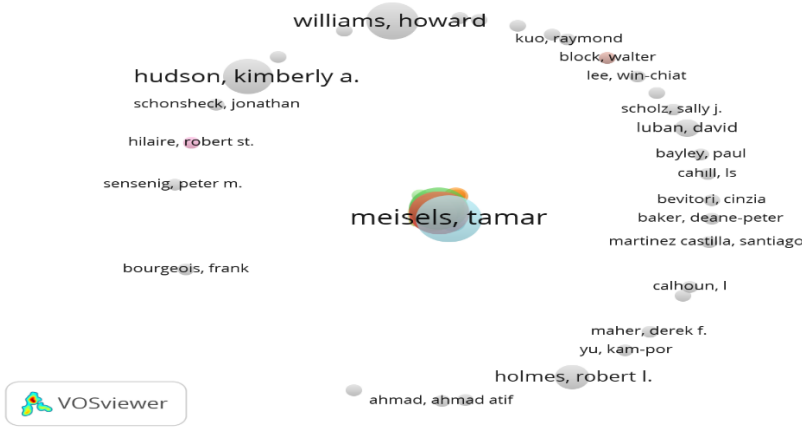 williams, howard
kuo, raymond
block, walter
hudson, kimberly a.
lee, win-chiat
schonsheck, jonathan
scholz, sally j.
luban, david
hilaire, robert st.
bayley, paul
cahill, ls
sensenig, peter m.
bevitori, cinzia
meisels, tamar
baker, deane-peter
martinez castilla, santiago
bourgeois, frank
calhoun, l
maher, derek f.
yu, kam-por
holmes, robert l.
ahmad, ahmad atif
VOSviewer